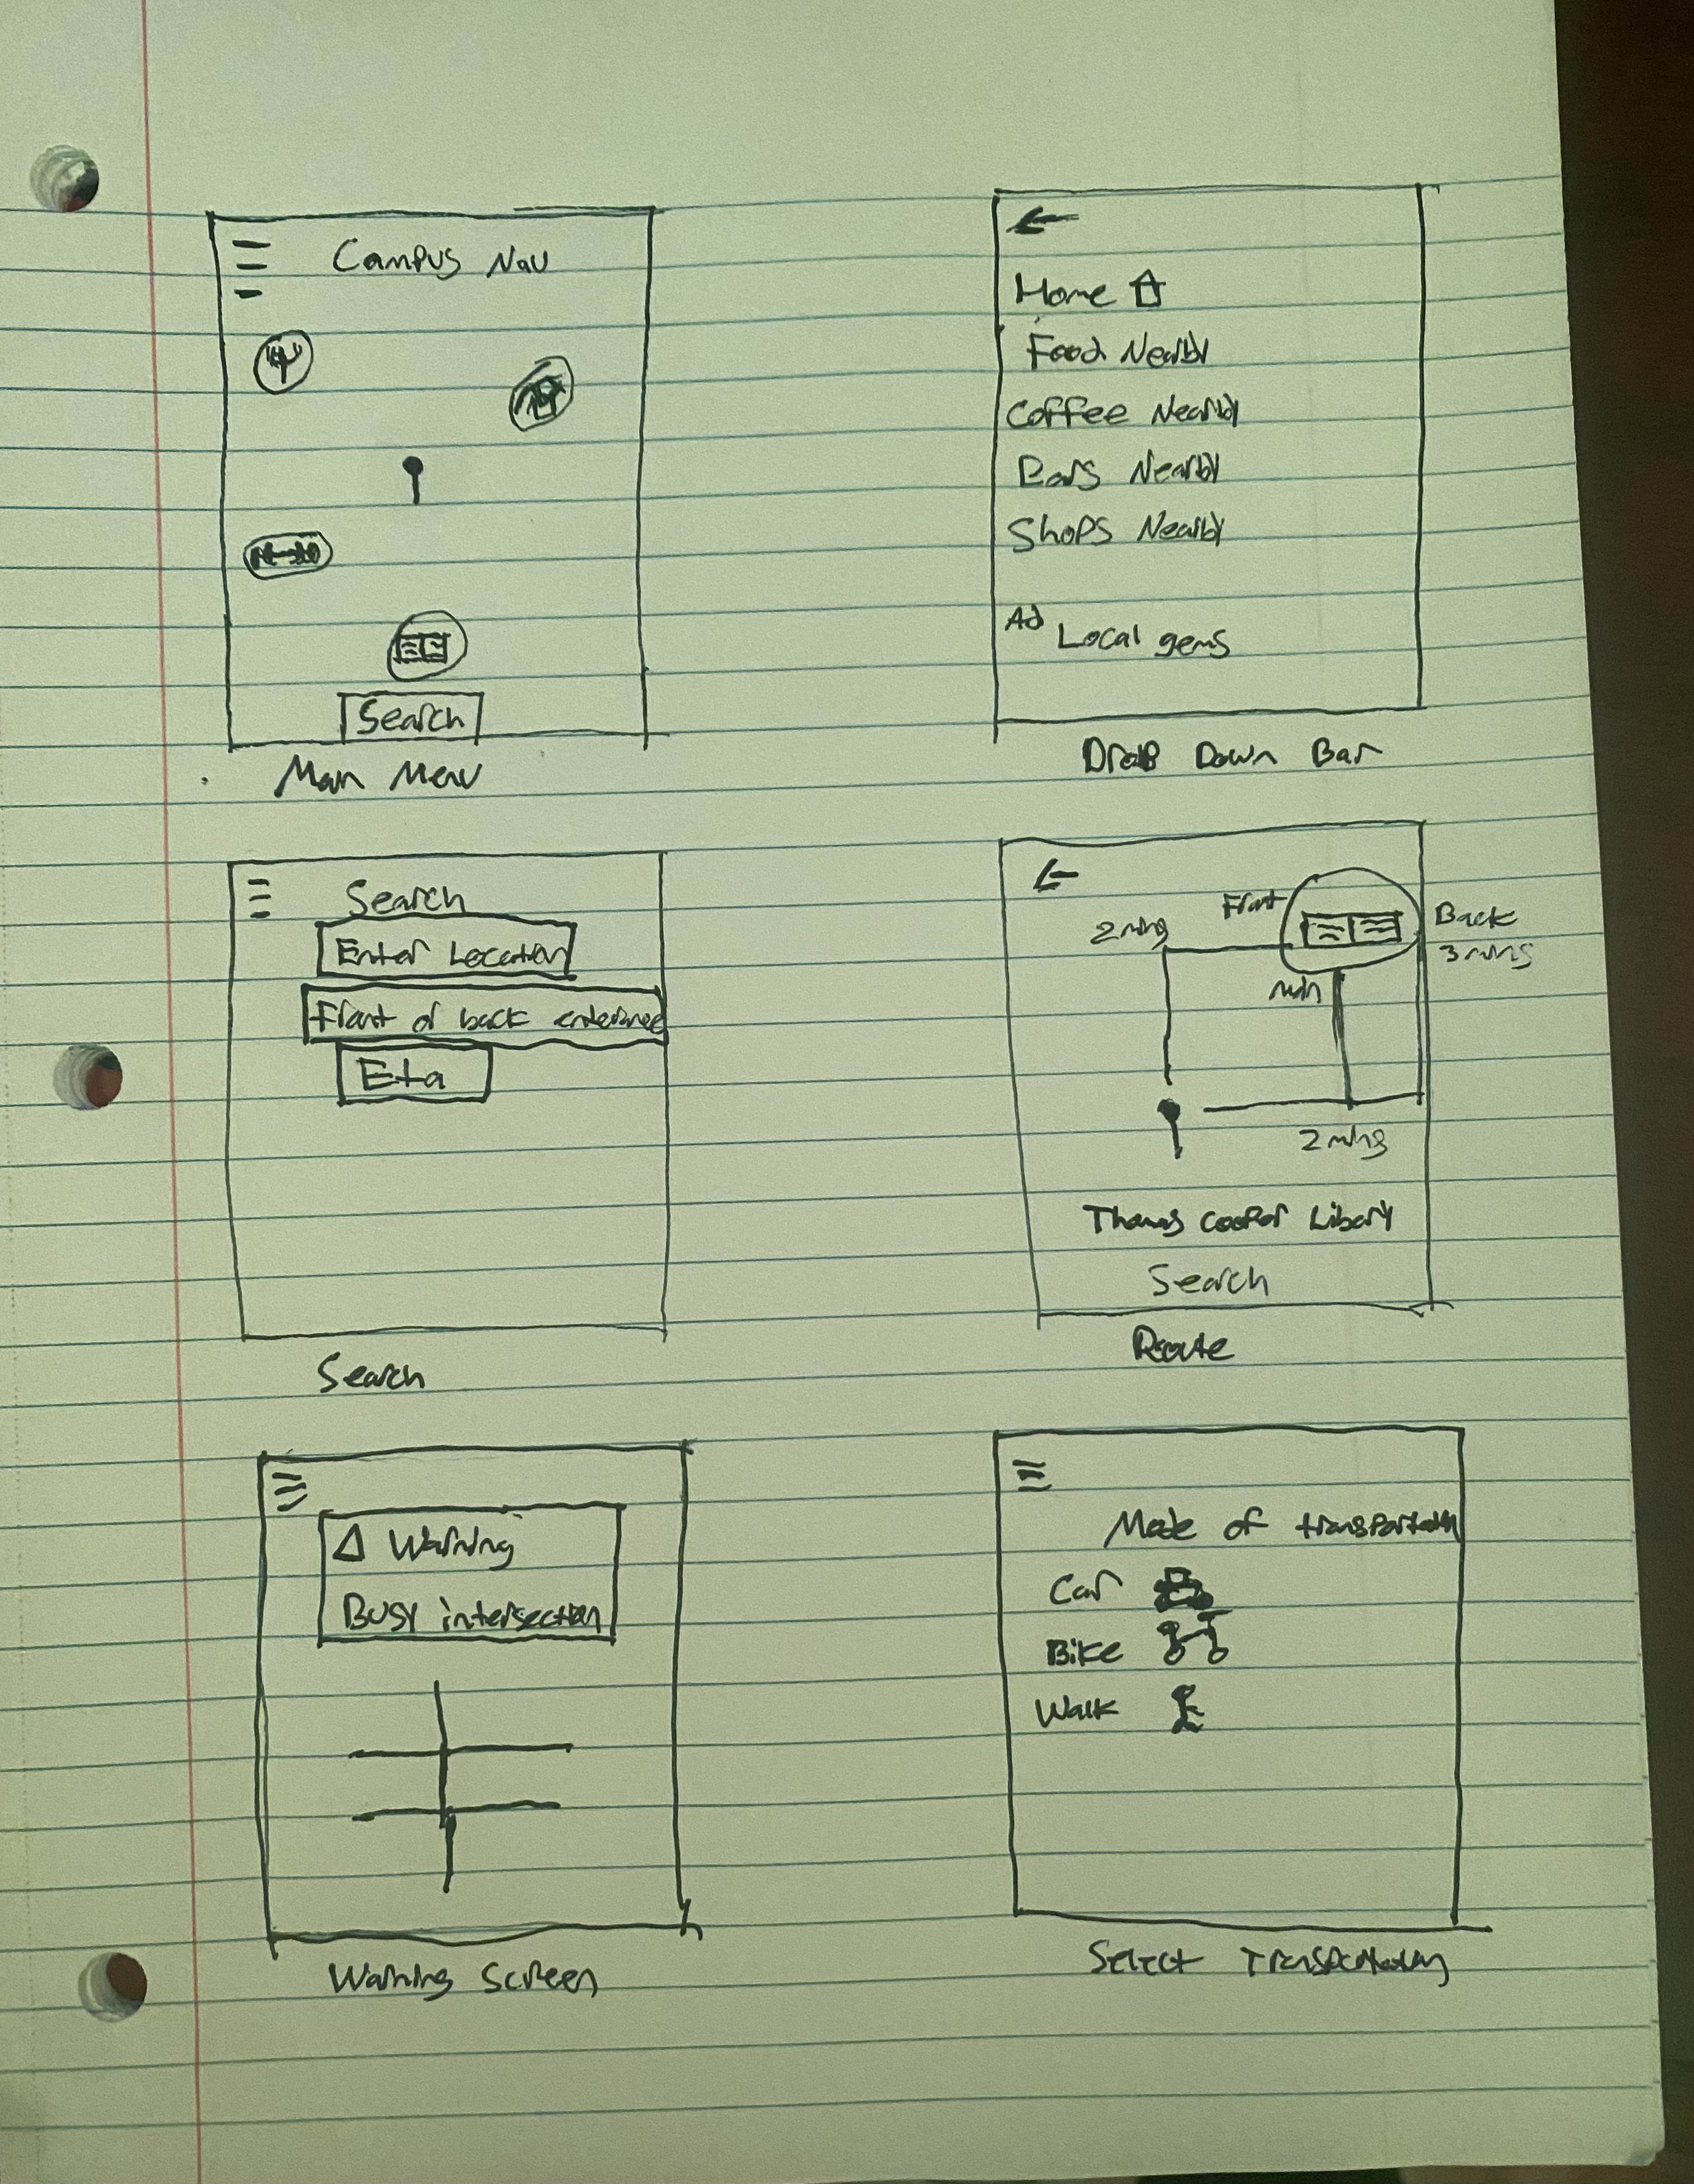 Campus Nav
Search
Main Menu
Home
Food Nearby
Coffee Nearby
Bars Nearby
Shops Nearby
Ad
Local gems
Drop Down Bar
Search
Enter Location
Front or back enterence
Eta
Search
Front
Back
2 mins
3 mins
min
2 mins
Thomas Cooper Libary
Search
Route
Warning
Busy intersection
Warning Screen
Mode of transportation
Car
Bike
Walk
Select Transportation